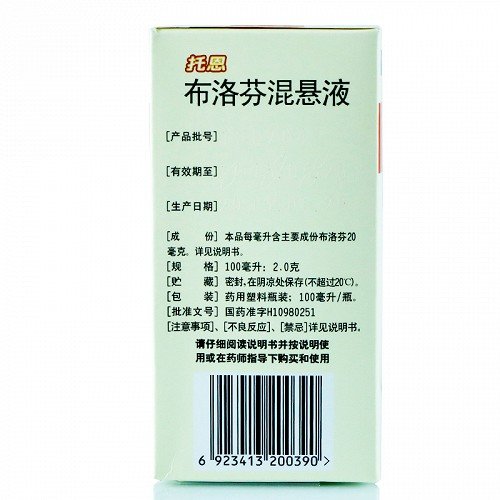 托恩
布洛芬混悬液
[产品批号]
[有效期至]
[生产日期]
[成　份] 本品每毫升含主要成份布洛芬20
毫克。详见说明书。
[规　格] 100毫升：2.0克
[贮　藏] 密封，在阴凉处保存(不超过20℃)。
[包　装] 药用塑料瓶装；100毫升/瓶。
[批准文号] 国药准字H10980251
[注意事项]、[不良反应]、[禁忌]详见说明书。
请仔细阅读说明书并按说明使
用或在药师指导下购买和使用
6 923413 200390 >